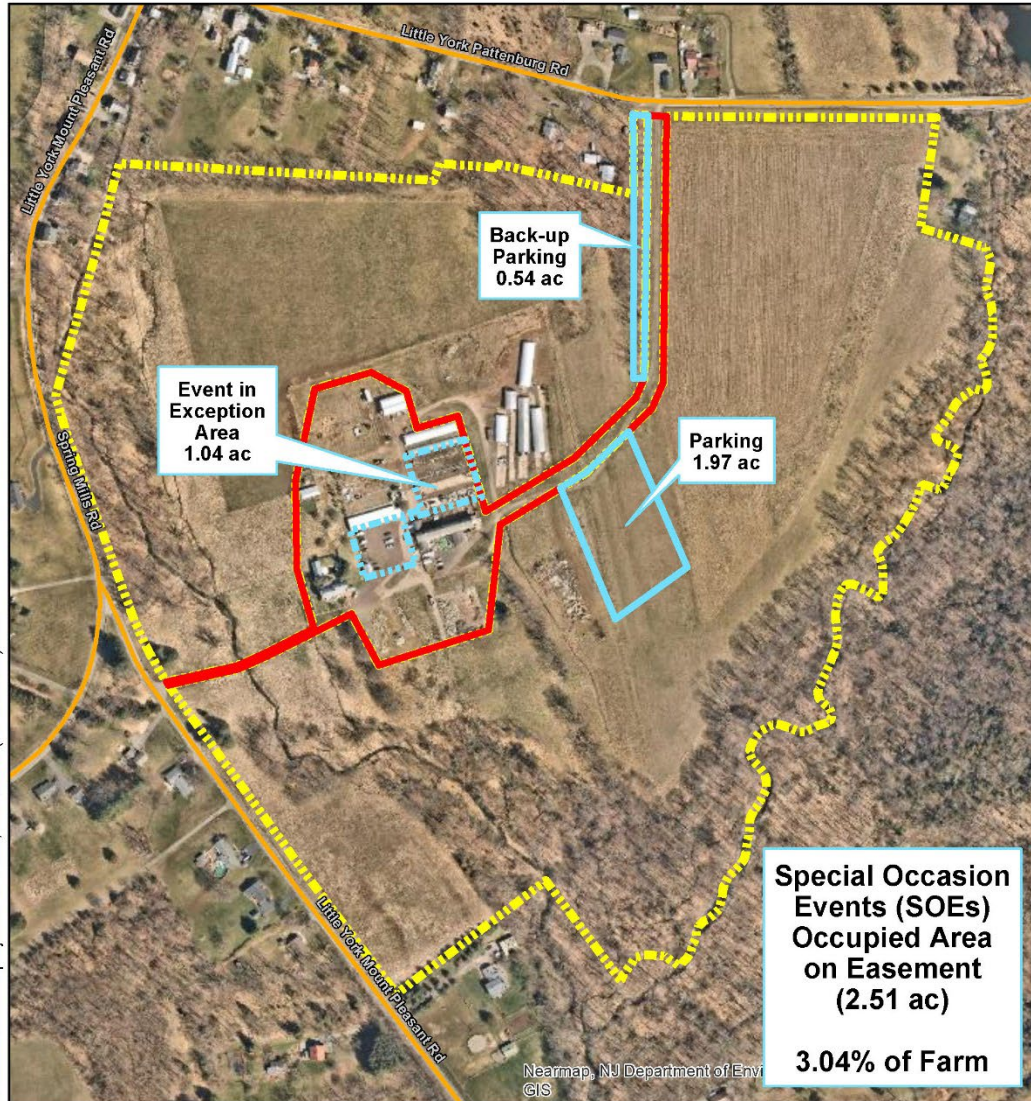 Little York Pattenburg Rd
Little York Mount Pleasant Rd
Back-up
Parking
0.54 ac
Event in
Exception
Area
1.04 ac
Parking
1.97 ac
Spring Mills Rd
Little York Mount Pleasant Rd
Special Occasion
Events (SOEs)
Occupied Area
on Easement
(2.51 ac)
3.04% of Farm
Nearmap, NJ Department of Envi
GIS